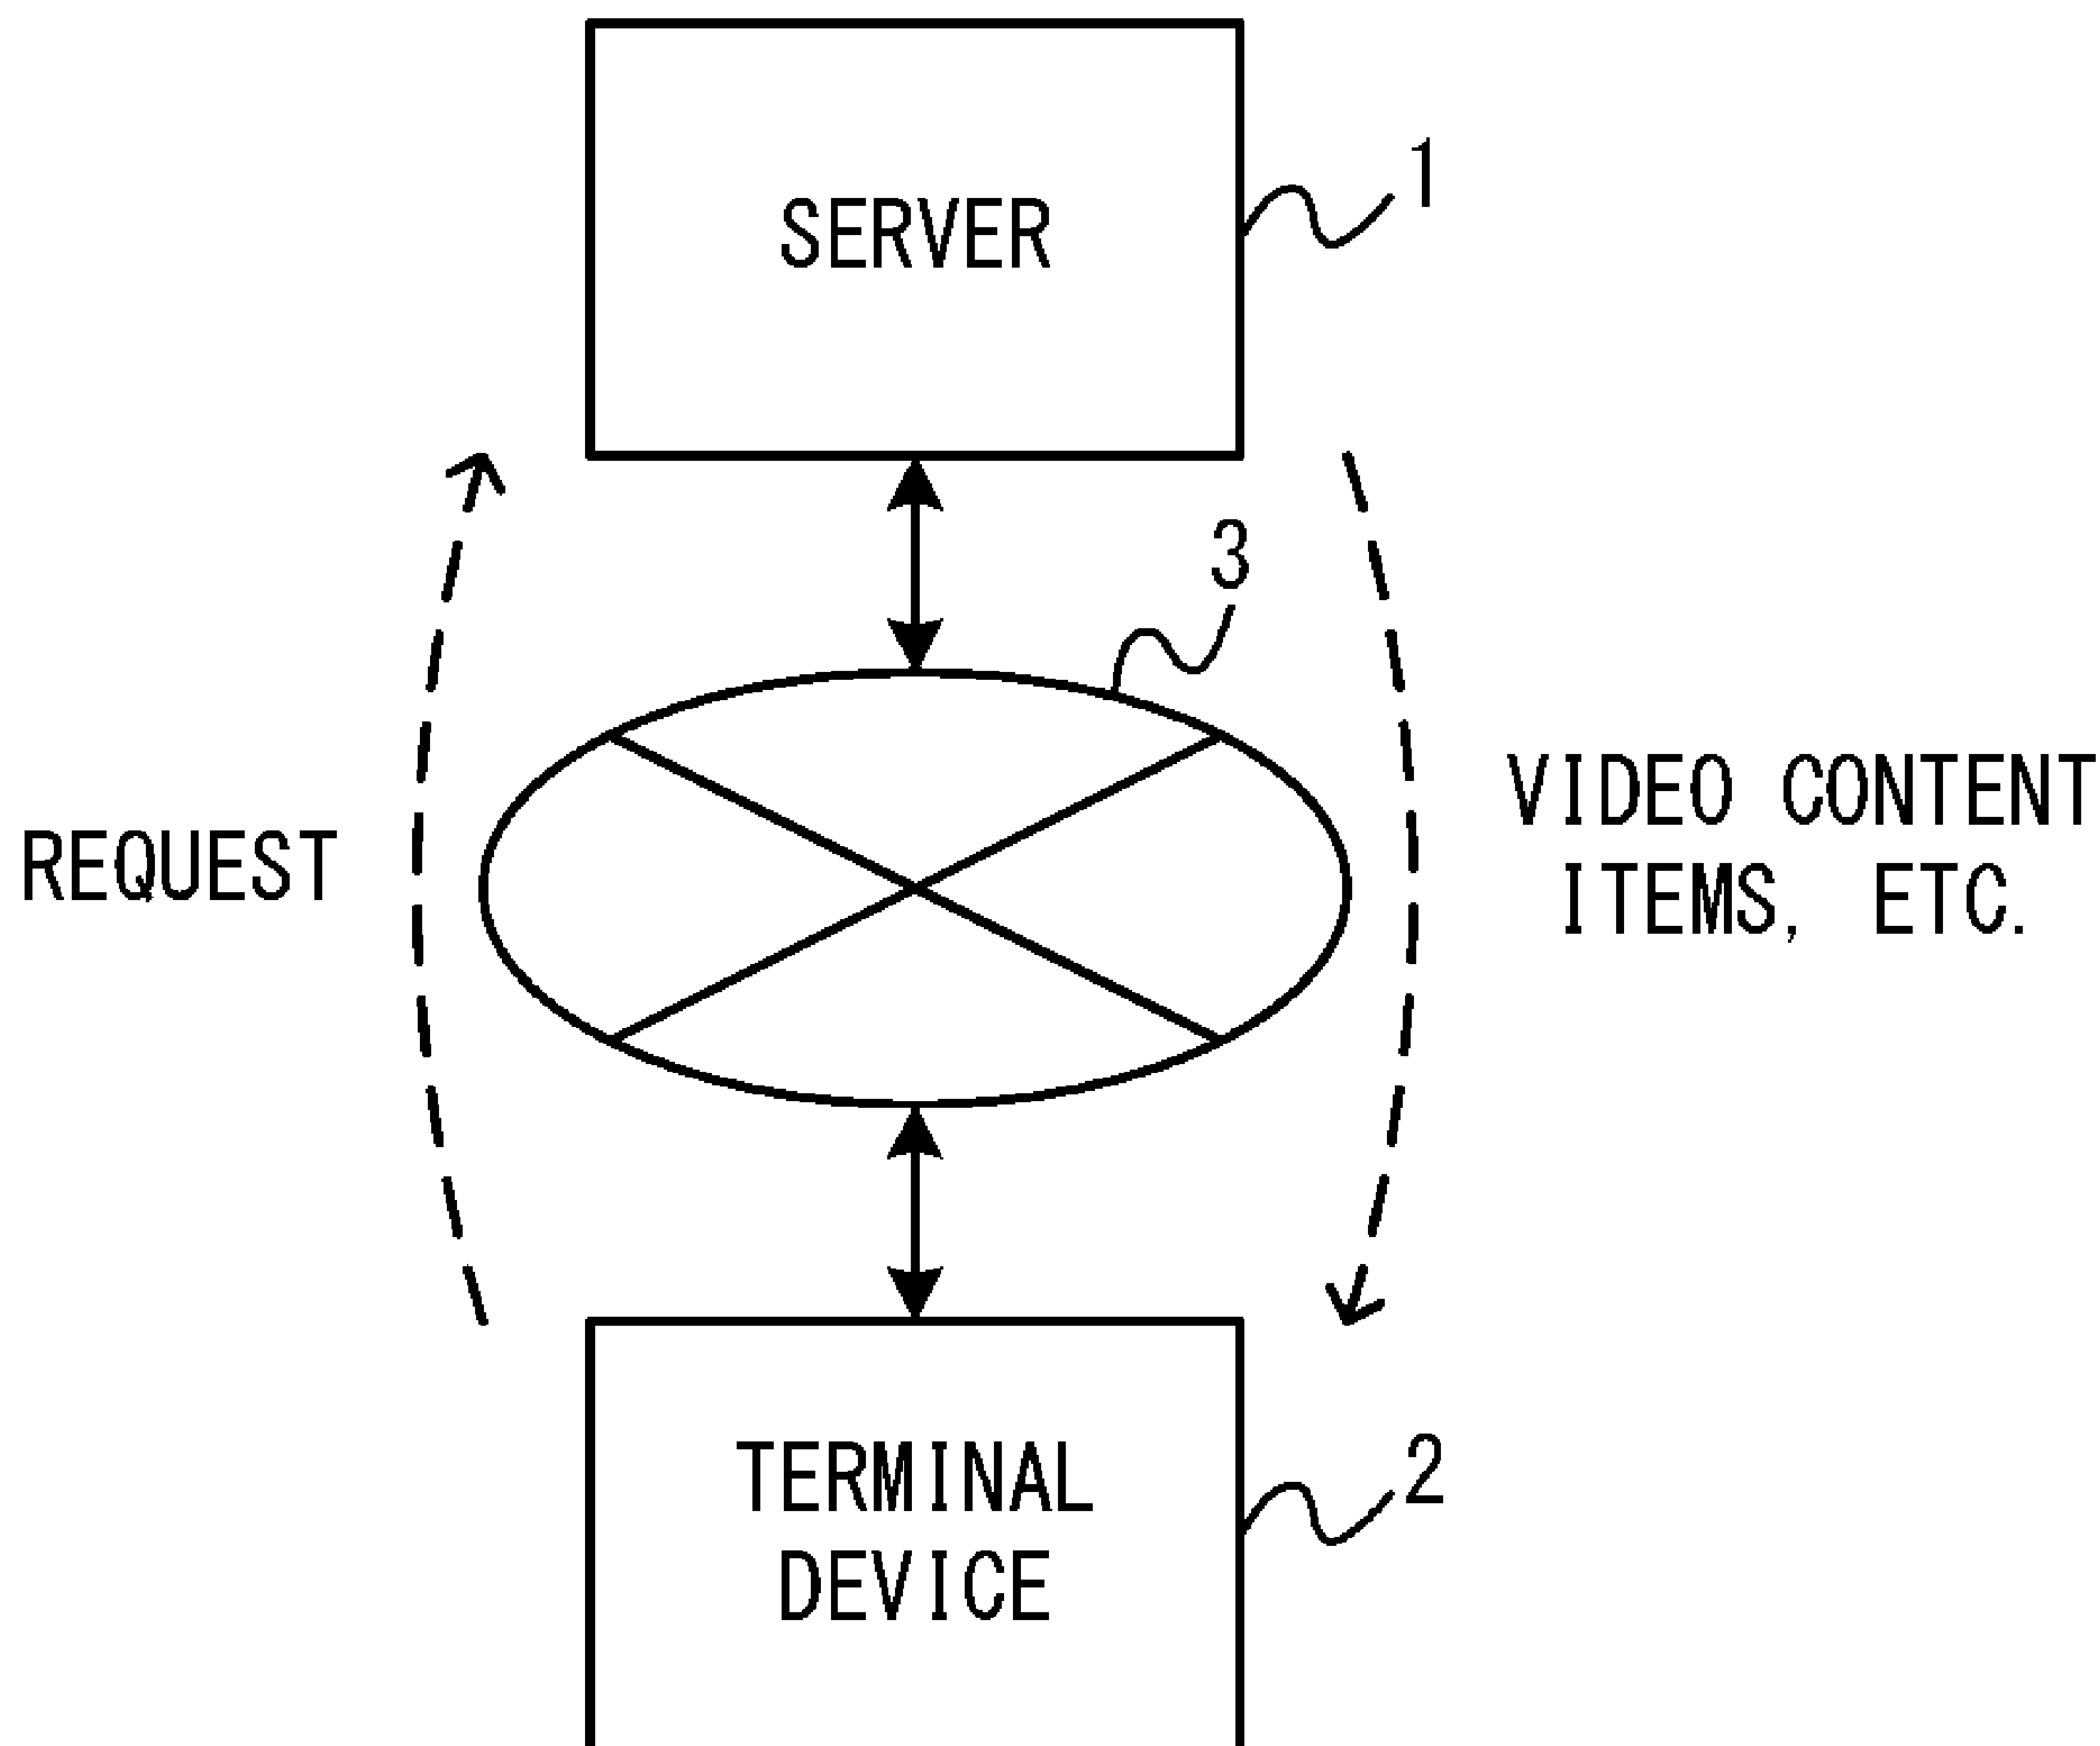 SERVER
1
3
REQUEST
VIDEO CONTENT
ITEMS, ETC.
TERMINAL
DEVICE
2